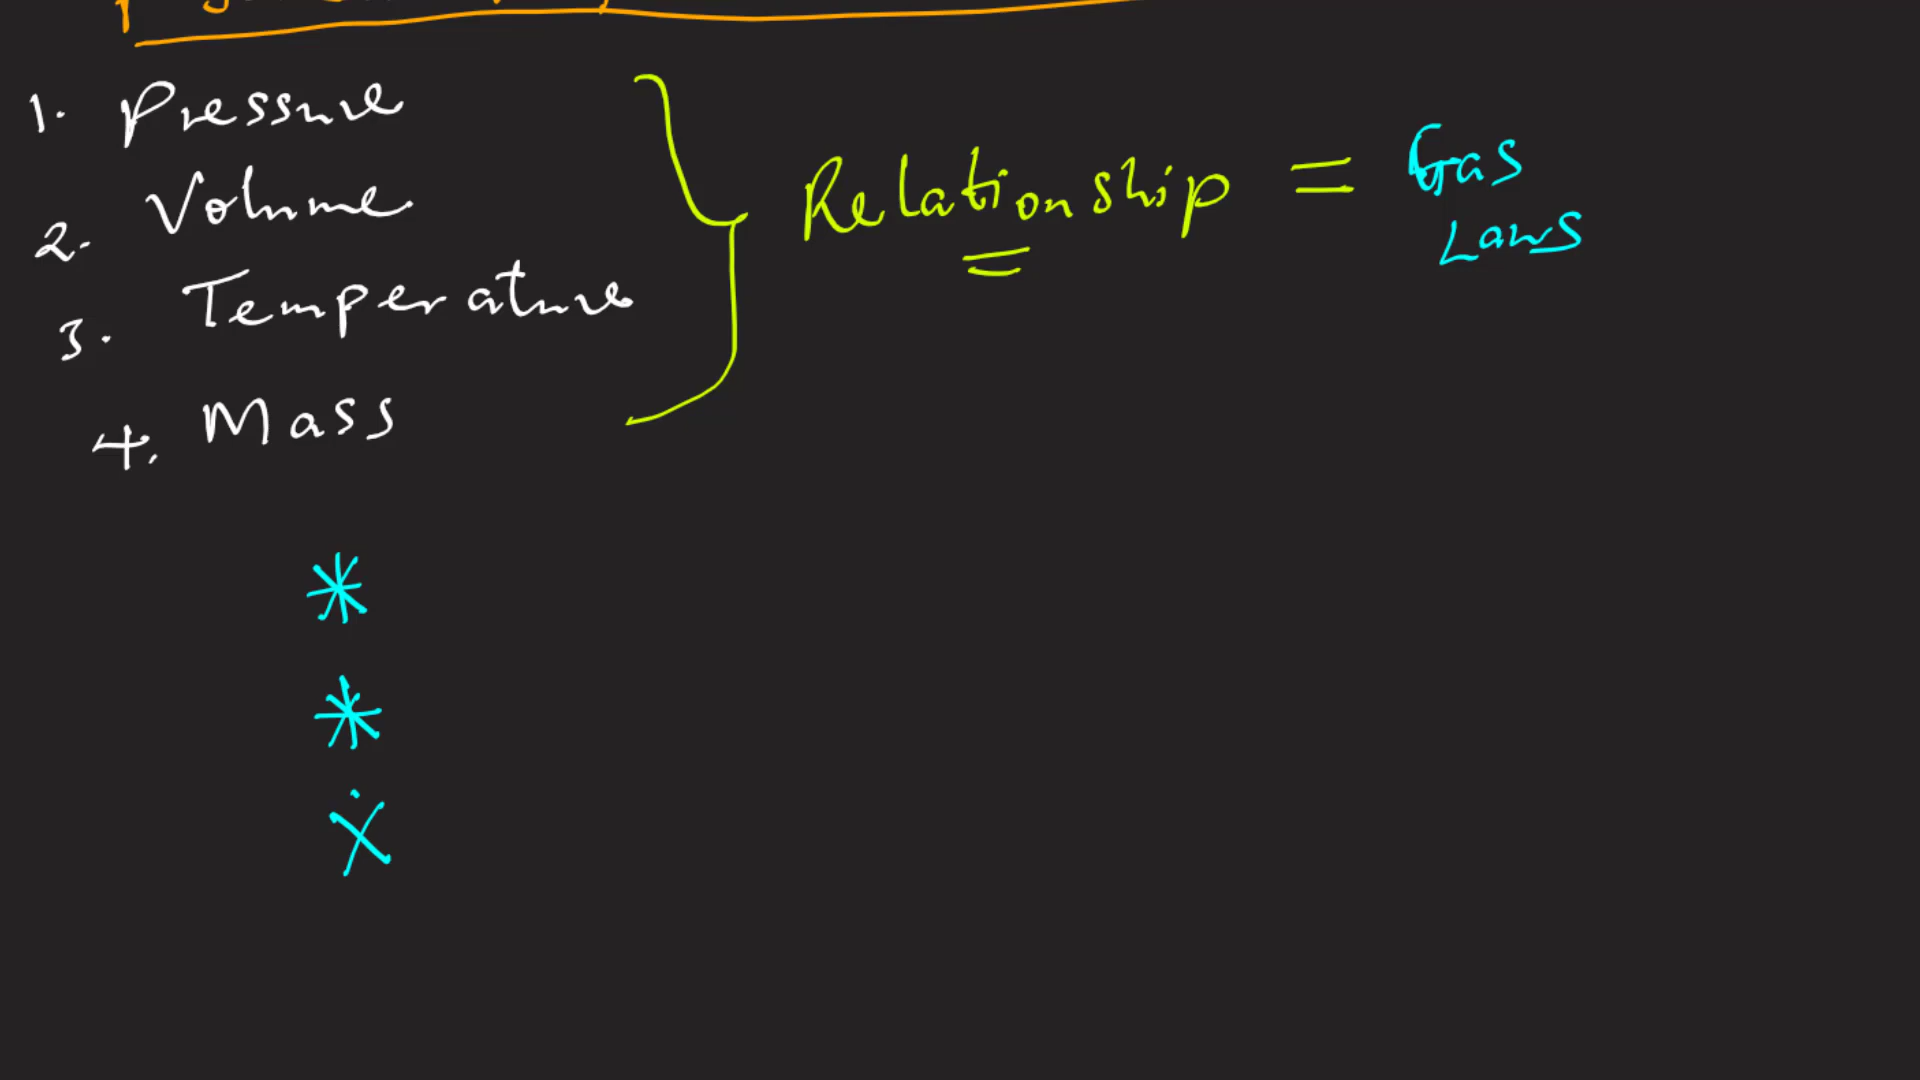 1. Pressure
2. Volume
3. Temperature
4. Mass
Relationship = Gas
Laws
*
*